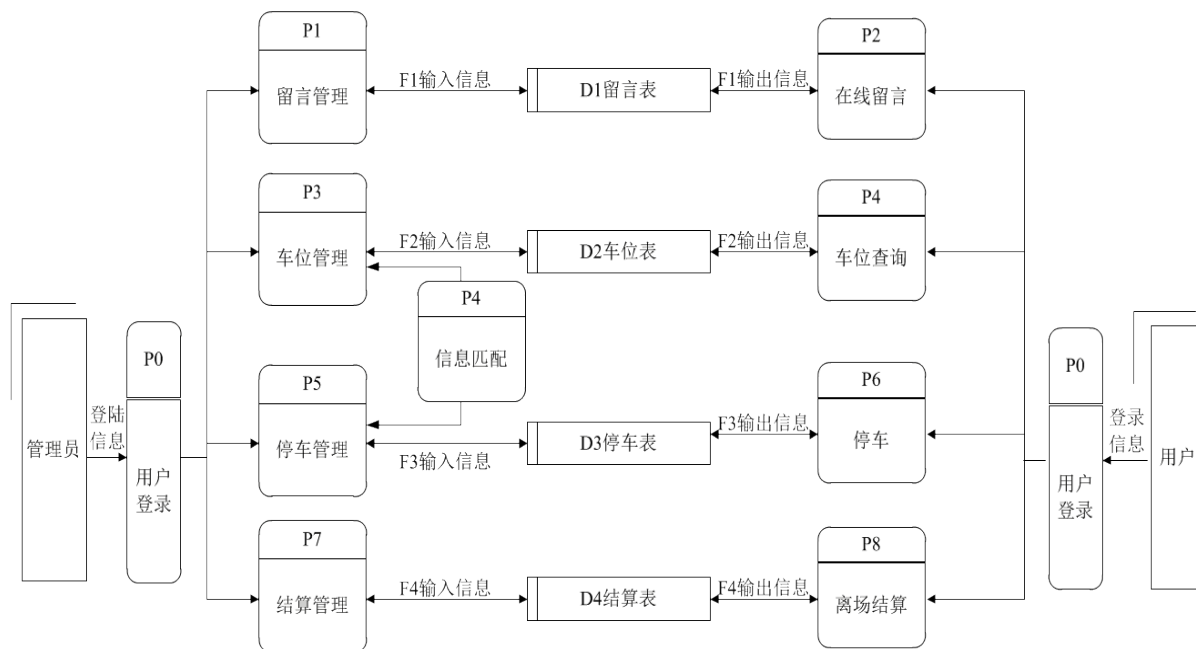 P1
留言管理
F1输入信息
D1留言表
F1输出信息
P2
在线留言
P3
车位管理
F2输入信息
D2车位表
F2输出信息
P4
车位查询
P4
信息匹配
管理员
登陆
信息
P0
用户
登录
P5
停车管理
F3输入信息
D3停车表
F3输出信息
P6
停车
P0
用户
登录
登录
信息
用户
P7
结算管理
F4输入信息
D4结算表
F4输出信息
P8
离场结算